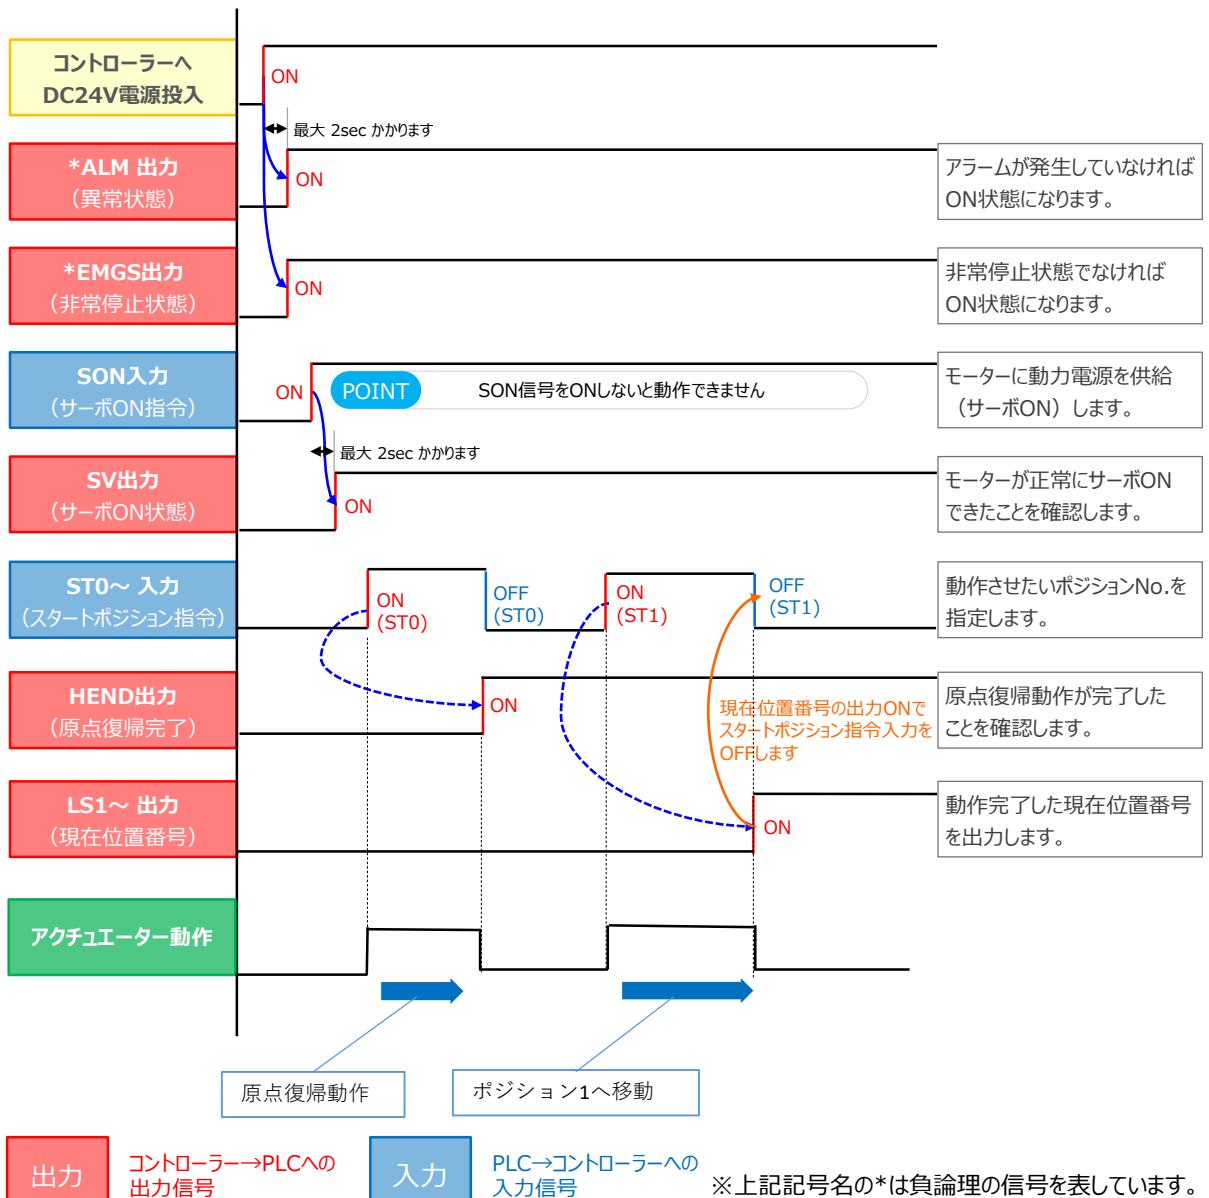 コントローラーへ
DC24V電源投入
ON
最大 2sec かかります
*ALM 出力
（異常状態）
ON
アラームが発生していなければ
ON状態になります。
*EMGS出力
（非常停止状態）
ON
非常停止状態でなければ
ON状態になります。
SON入力
（サーボON指令）
ON
POINT
SON信号をONしないと動作できません
モーターに動力電源を供給
（サーボON）します。
最大 2sec かかります
SV出力
（サーボON状態）
ON
モーターが正常にサーボON
できたことを確認します。
ST0～ 入力
（スタートポジション指令）
ON
(ST0)
OFF
(ST0)
ON
(ST1)
OFF
(ST1)
動作させたいポジションNo.を
指定します。
HEND出力
（原点復帰完了）
ON
現在位置番号の出力ONで
スタートポジション指令入力を
OFFします
原点復帰動作が完了した
ことを確認します。
LS1～ 出力
（現在位置番号）
ON
動作完了した現在位置番号
を出力します。
アクチュエーター動作
原点復帰動作
ポジション1へ移動
出力
コントローラー→PLCへの
出力信号
入力
PLC→コントローラーへの
入力信号
※上記記号名の*は負論理の信号を表しています。